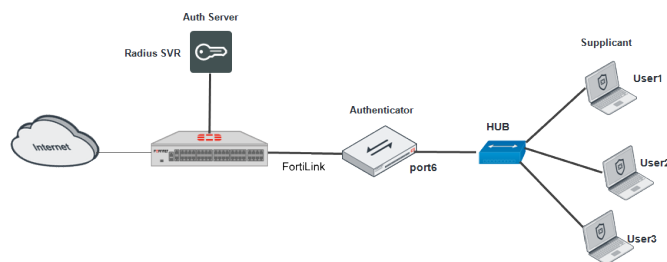 Auth Server
Radius SVR
Supplicant
User1
Authenticator
HUB
Internet
FortiLink
port6
User2
User3